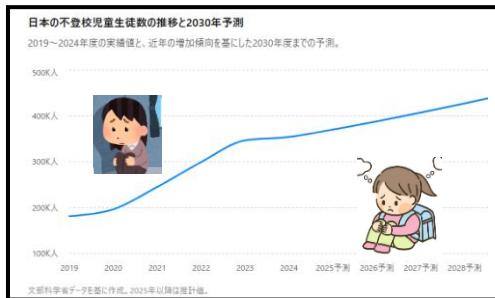 日本の不登校児童生徒数の推移と2030年予測
2019～2024年度の実績値と、近年の増加傾向を基にした2030年度までの予測。
500K人
400K人
300K人
200K人
100K人
2019 2020 2021 2022 2023 2024 2025予測 2026予測 2027予測 2028予測
文部科学省データを基に作成。2025年以降は推計値。